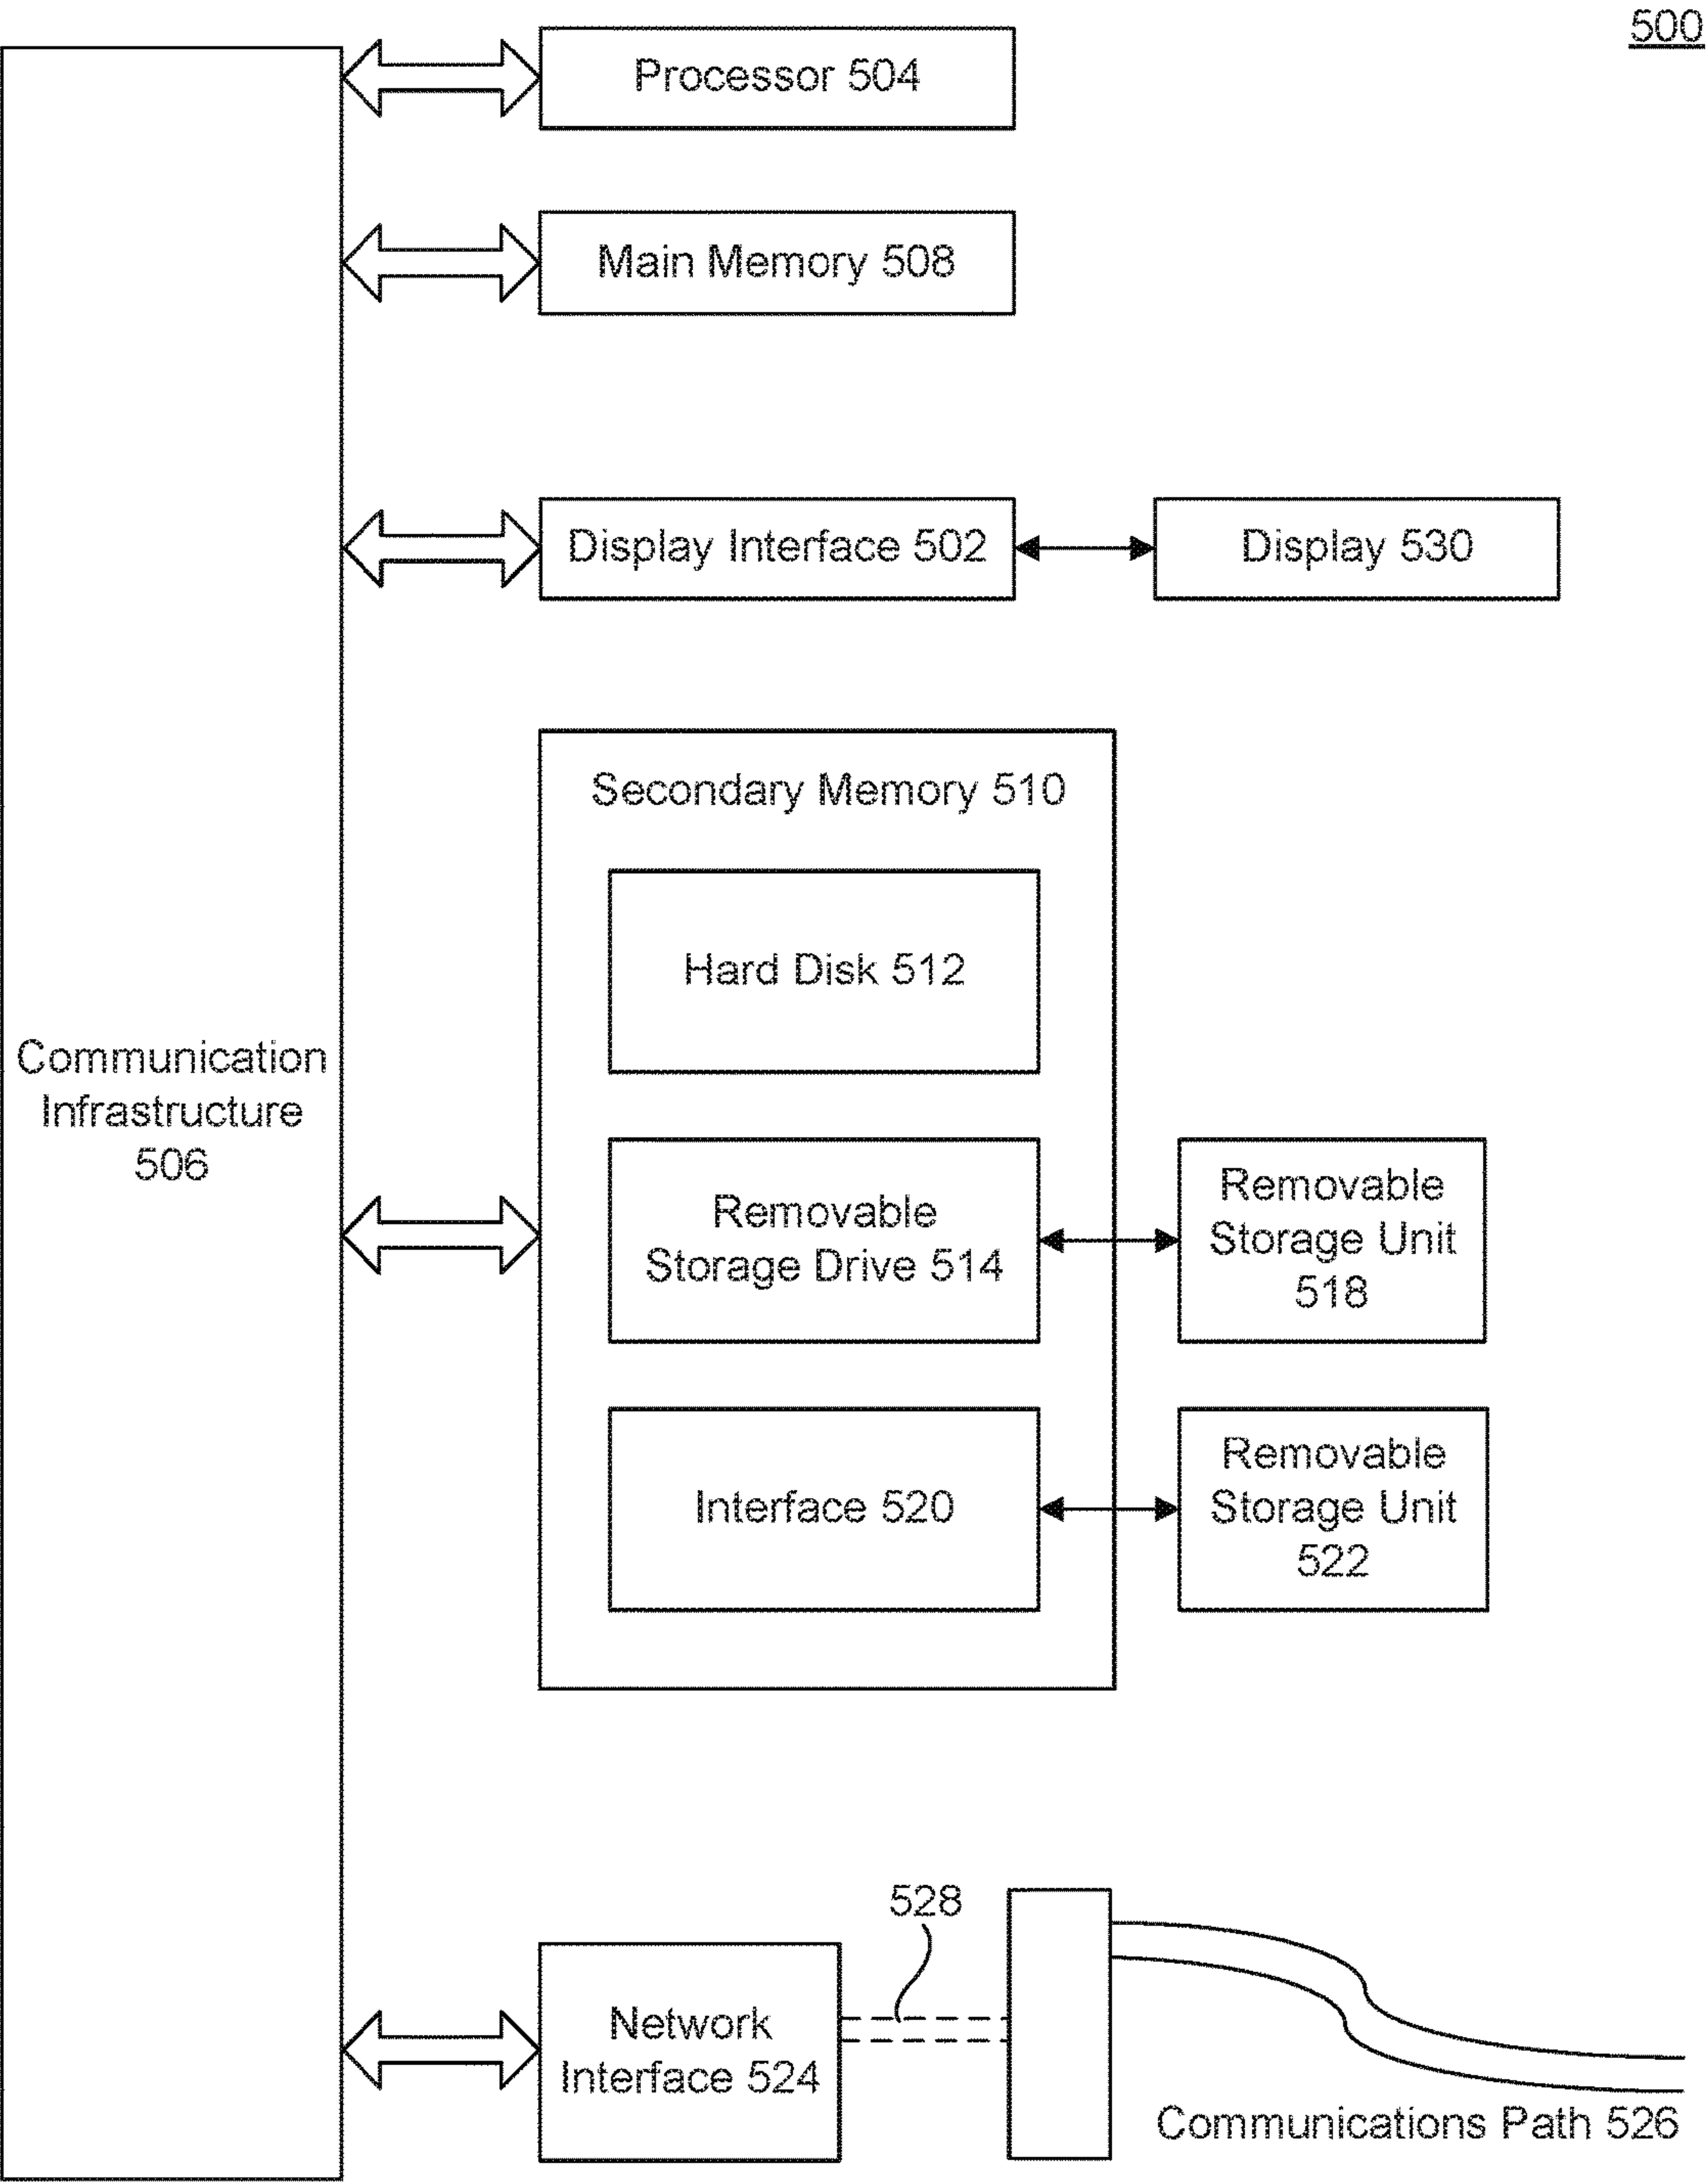 500
Processor 504
Main Memory 508
Display Interface 502
Display 530
Secondary Memory 510
Hard Disk 512
Communication
Infrastructure
506
Removable
Storage Drive 514
Removable
Storage Unit
518
Interface 520
Removable
Storage Unit
522
528
Network
Interface 524
Communications Path 526